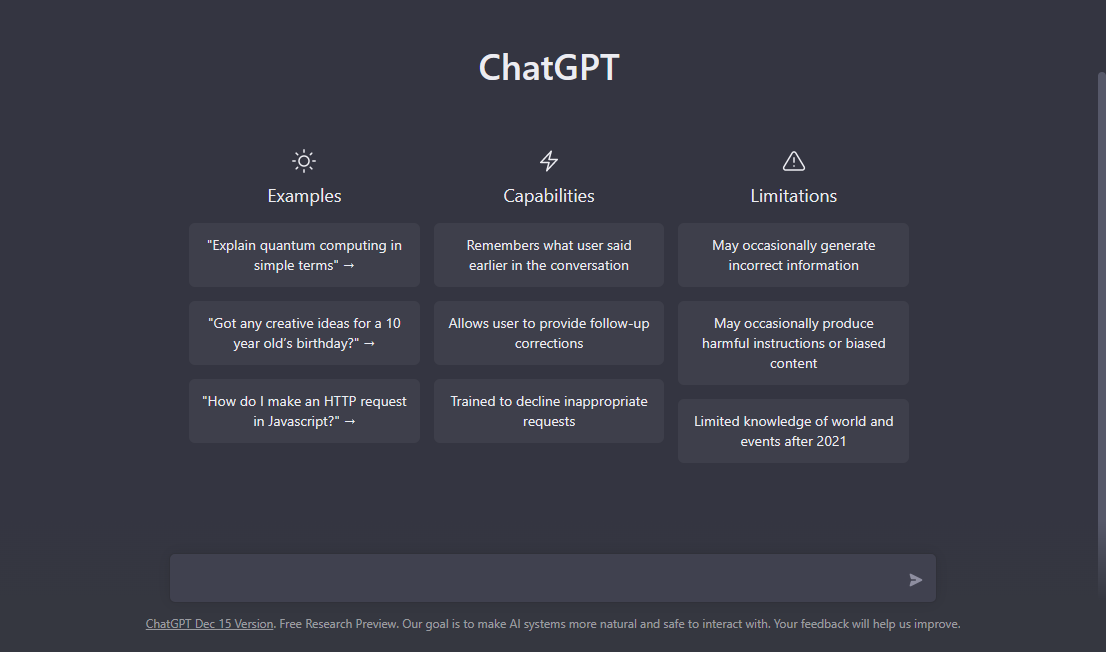 ChatGPT
Examples
"Explain quantum computing in
simple terms" →
"Got any creative ideas for a 10
year old’s birthday?" →
"How do I make an HTTP request
in Javascript?" →
Capabilities
Remembers what user said
earlier in the conversation
Allows user to provide follow-up
corrections
Trained to decline inappropriate
requests
Limitations
May occasionally generate
incorrect information
May occasionally produce
harmful instructions or biased
content
Limited knowledge of world and
events after 2021
ChatGPT Dec 15 Version. Free Research Preview. Our goal is to make AI systems more natural and safe to interact with. Your feedback will help us improve.